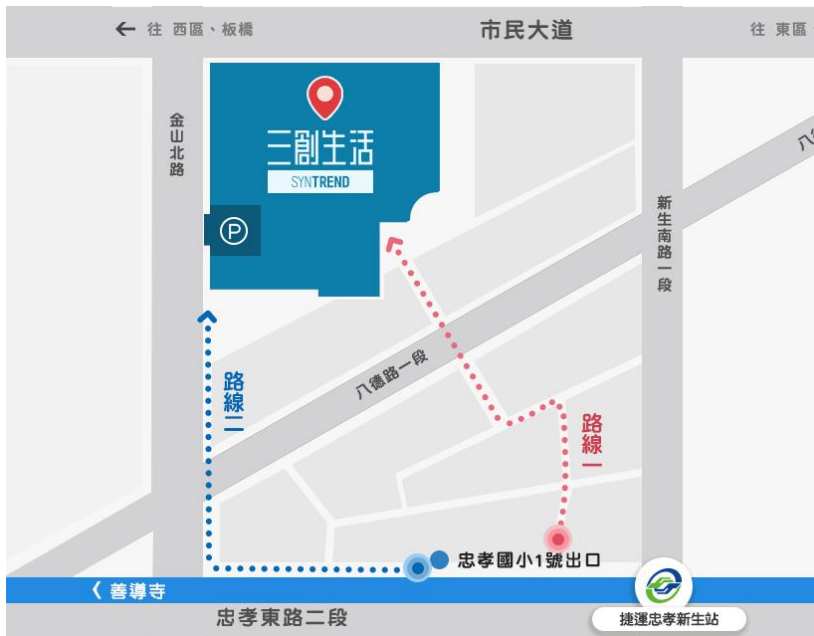 ← 往 西區、板橋
市民大道
往 東區
金山北路
三創生活
SYNTREND
P
新生南路一段
八德路一段
路線二
路線一
忠孝國小1號出口
〈 善導寺
忠孝東路二段
捷運忠孝新生站